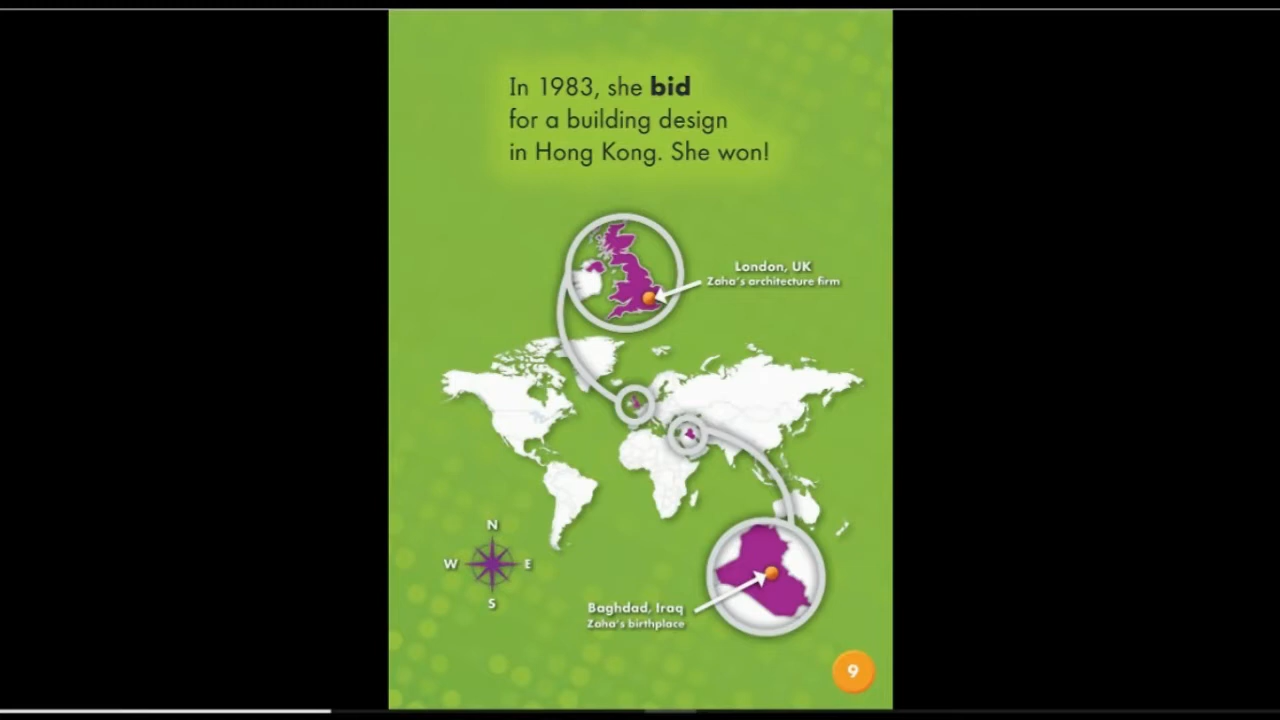 In 1983, she bid
for a building design
in Hong Kong. She won!
London, UK
Zaha's architecture firm
N
W E
S
Baghdad, Iraq
Zaha's birthplace
9